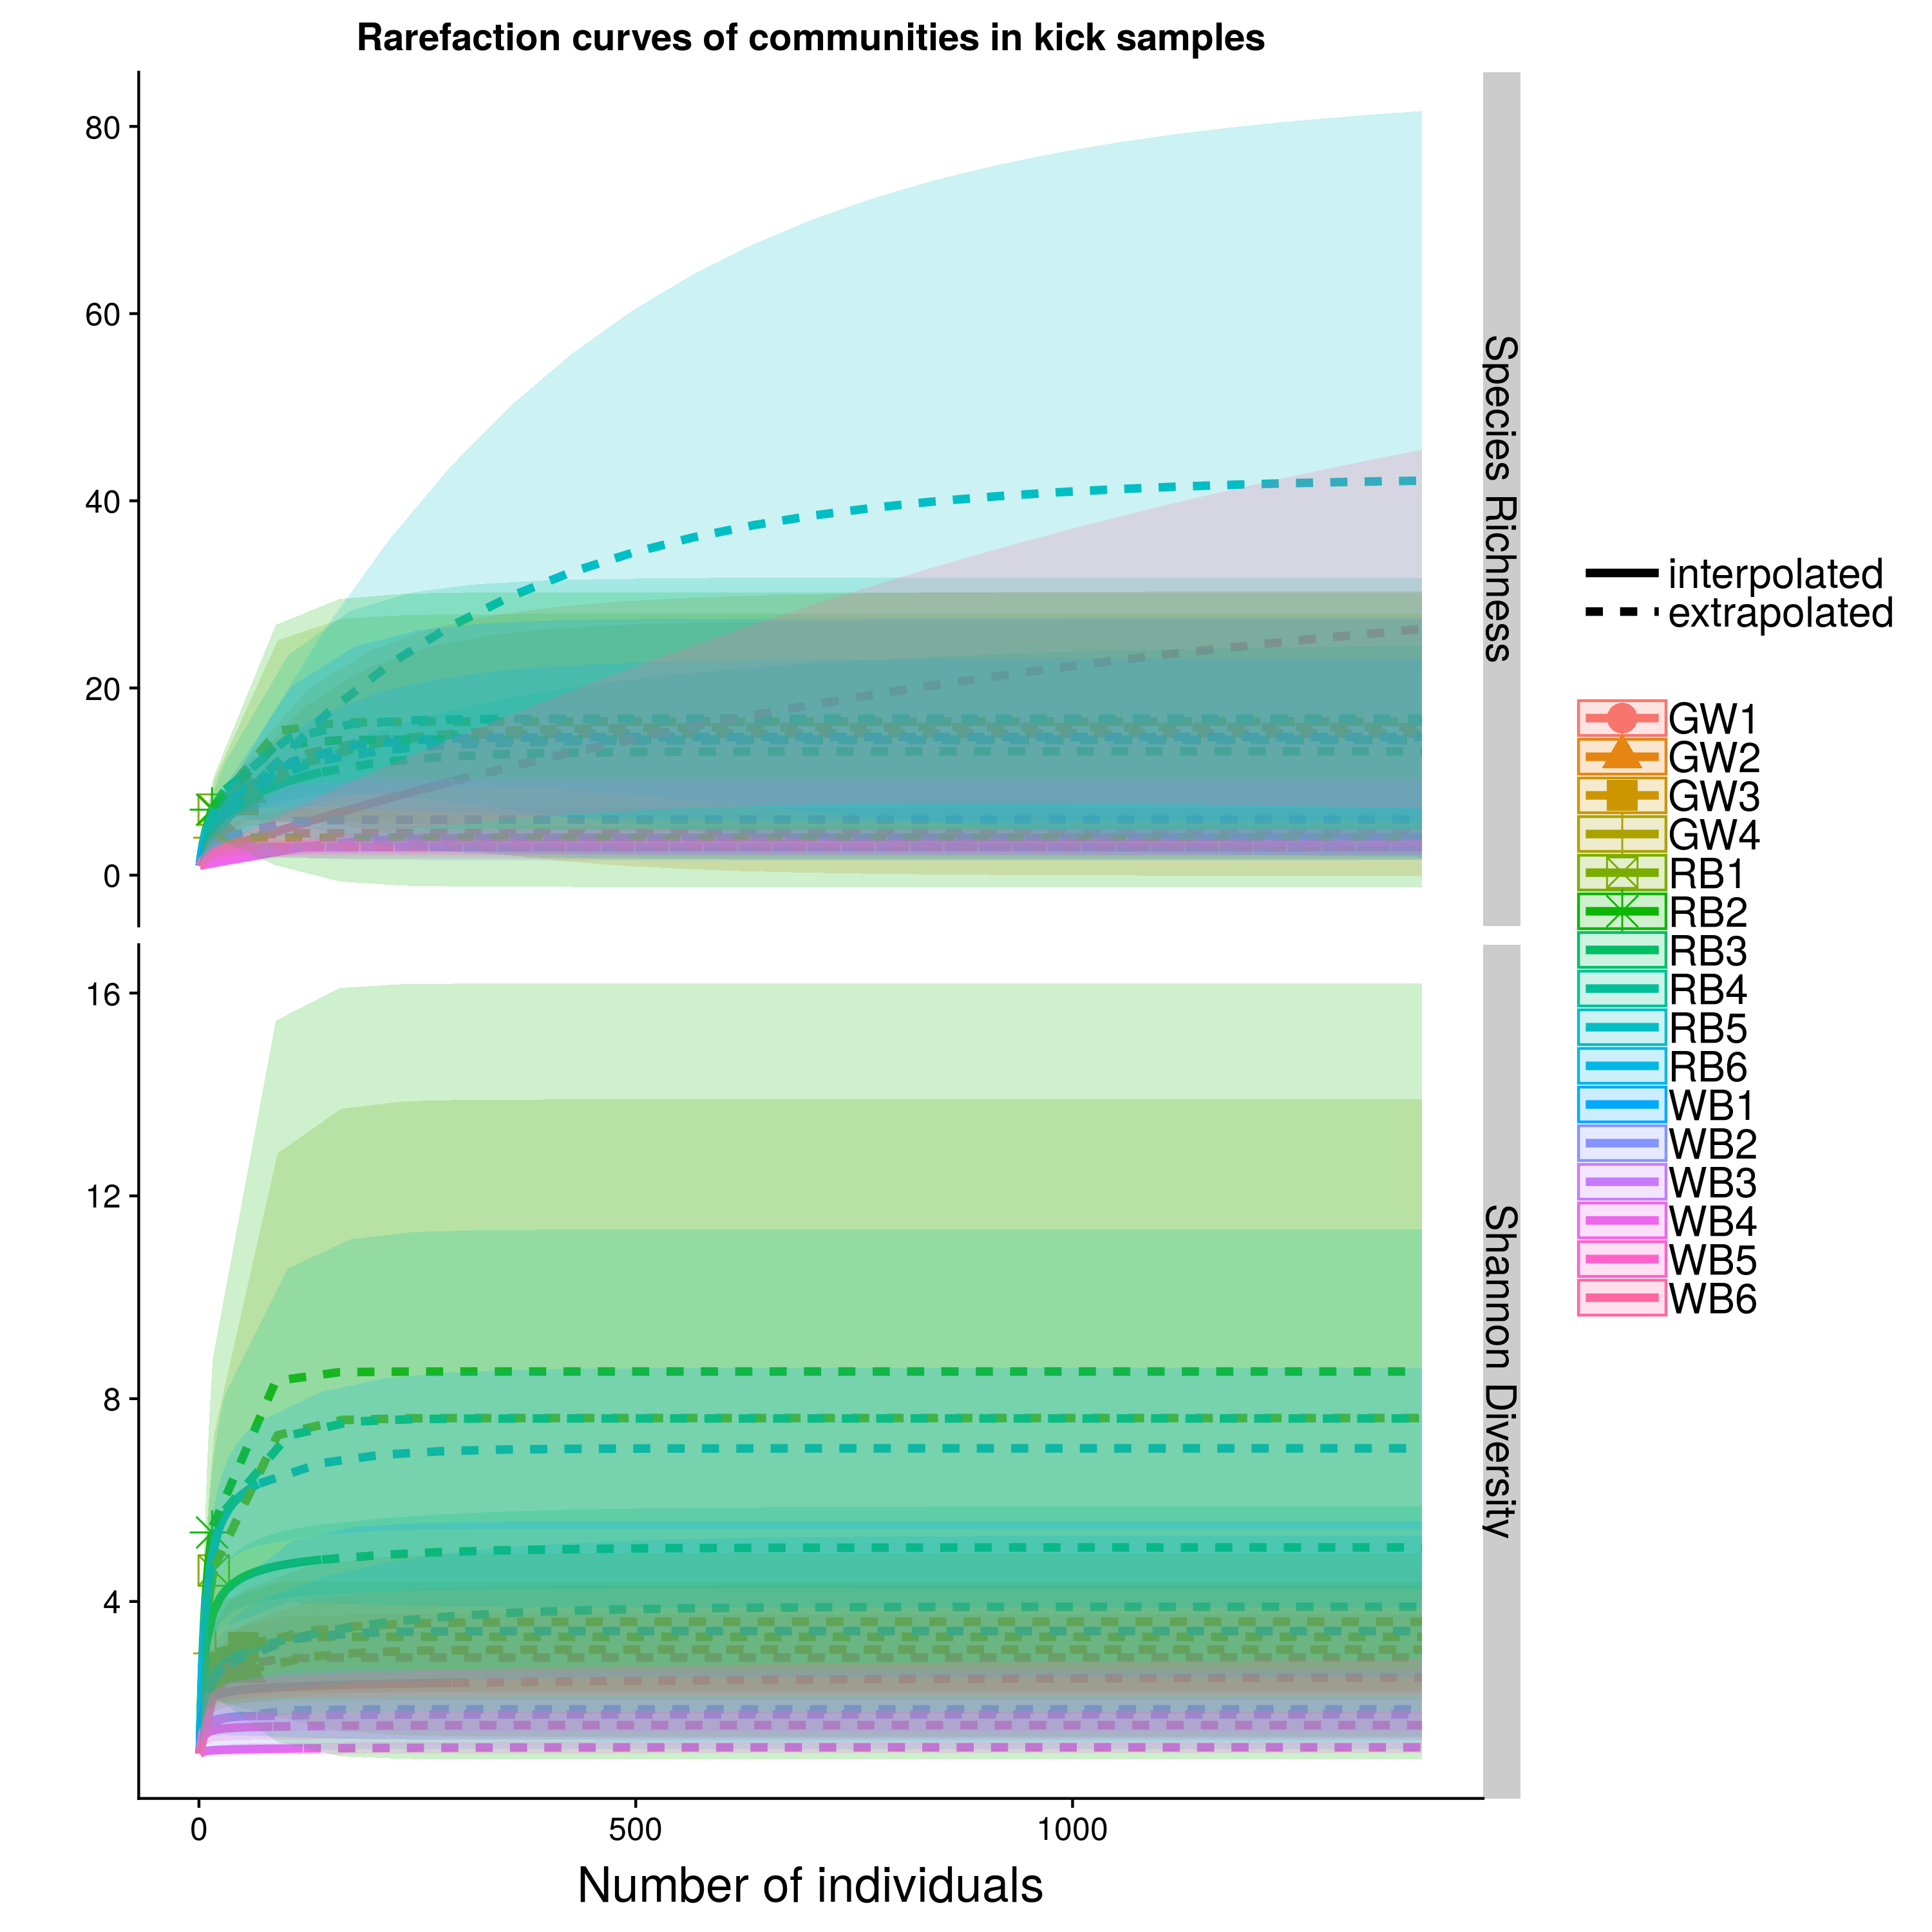 Rarefaction curves of communities in kick samples
80
60
40
20
0
Species Richness
16
12
8
4
Shannon Diversity
0
500
1000
Number of individuals
interpolated
extrapolated
GW1
GW2
GW3
GW4
RB1
RB2
RB3
RB4
RB5
RB6
WB1
WB2
WB3
WB4
WB5
WB6